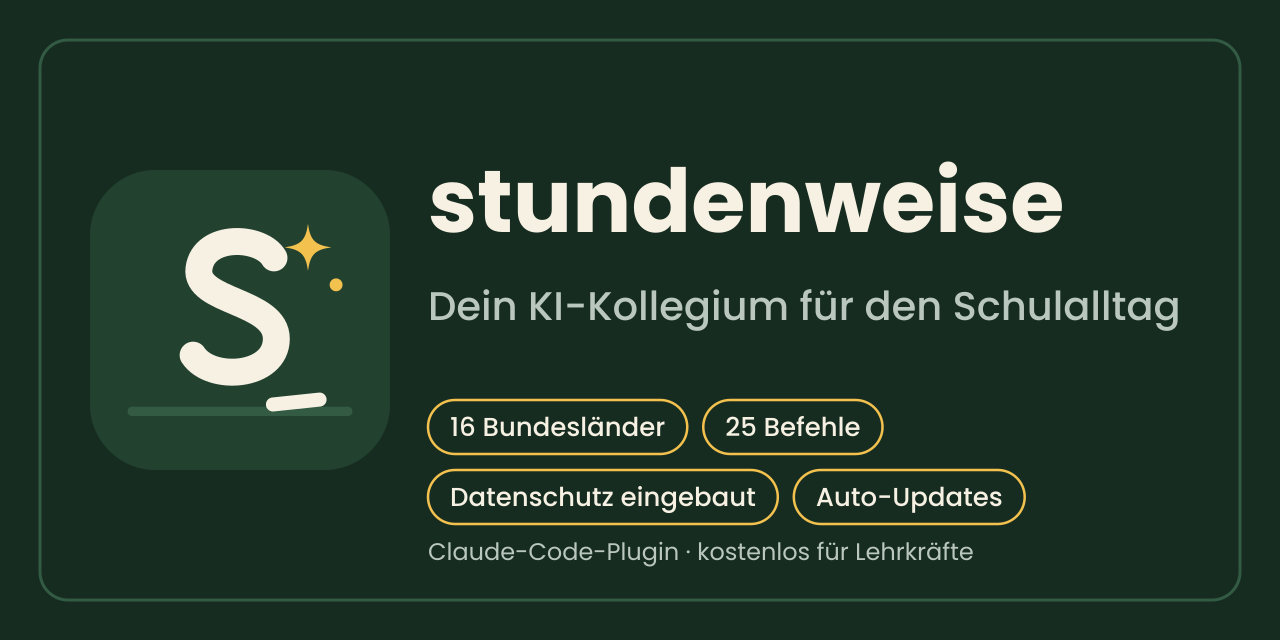 S
stundenweise
Dein KI-Kollegium für den Schulalltag
16 Bundesländer
25 Befehle
Datenschutz eingebaut
Auto-Updates
Claude-Code-Plugin · kostenlos für Lehrkräfte